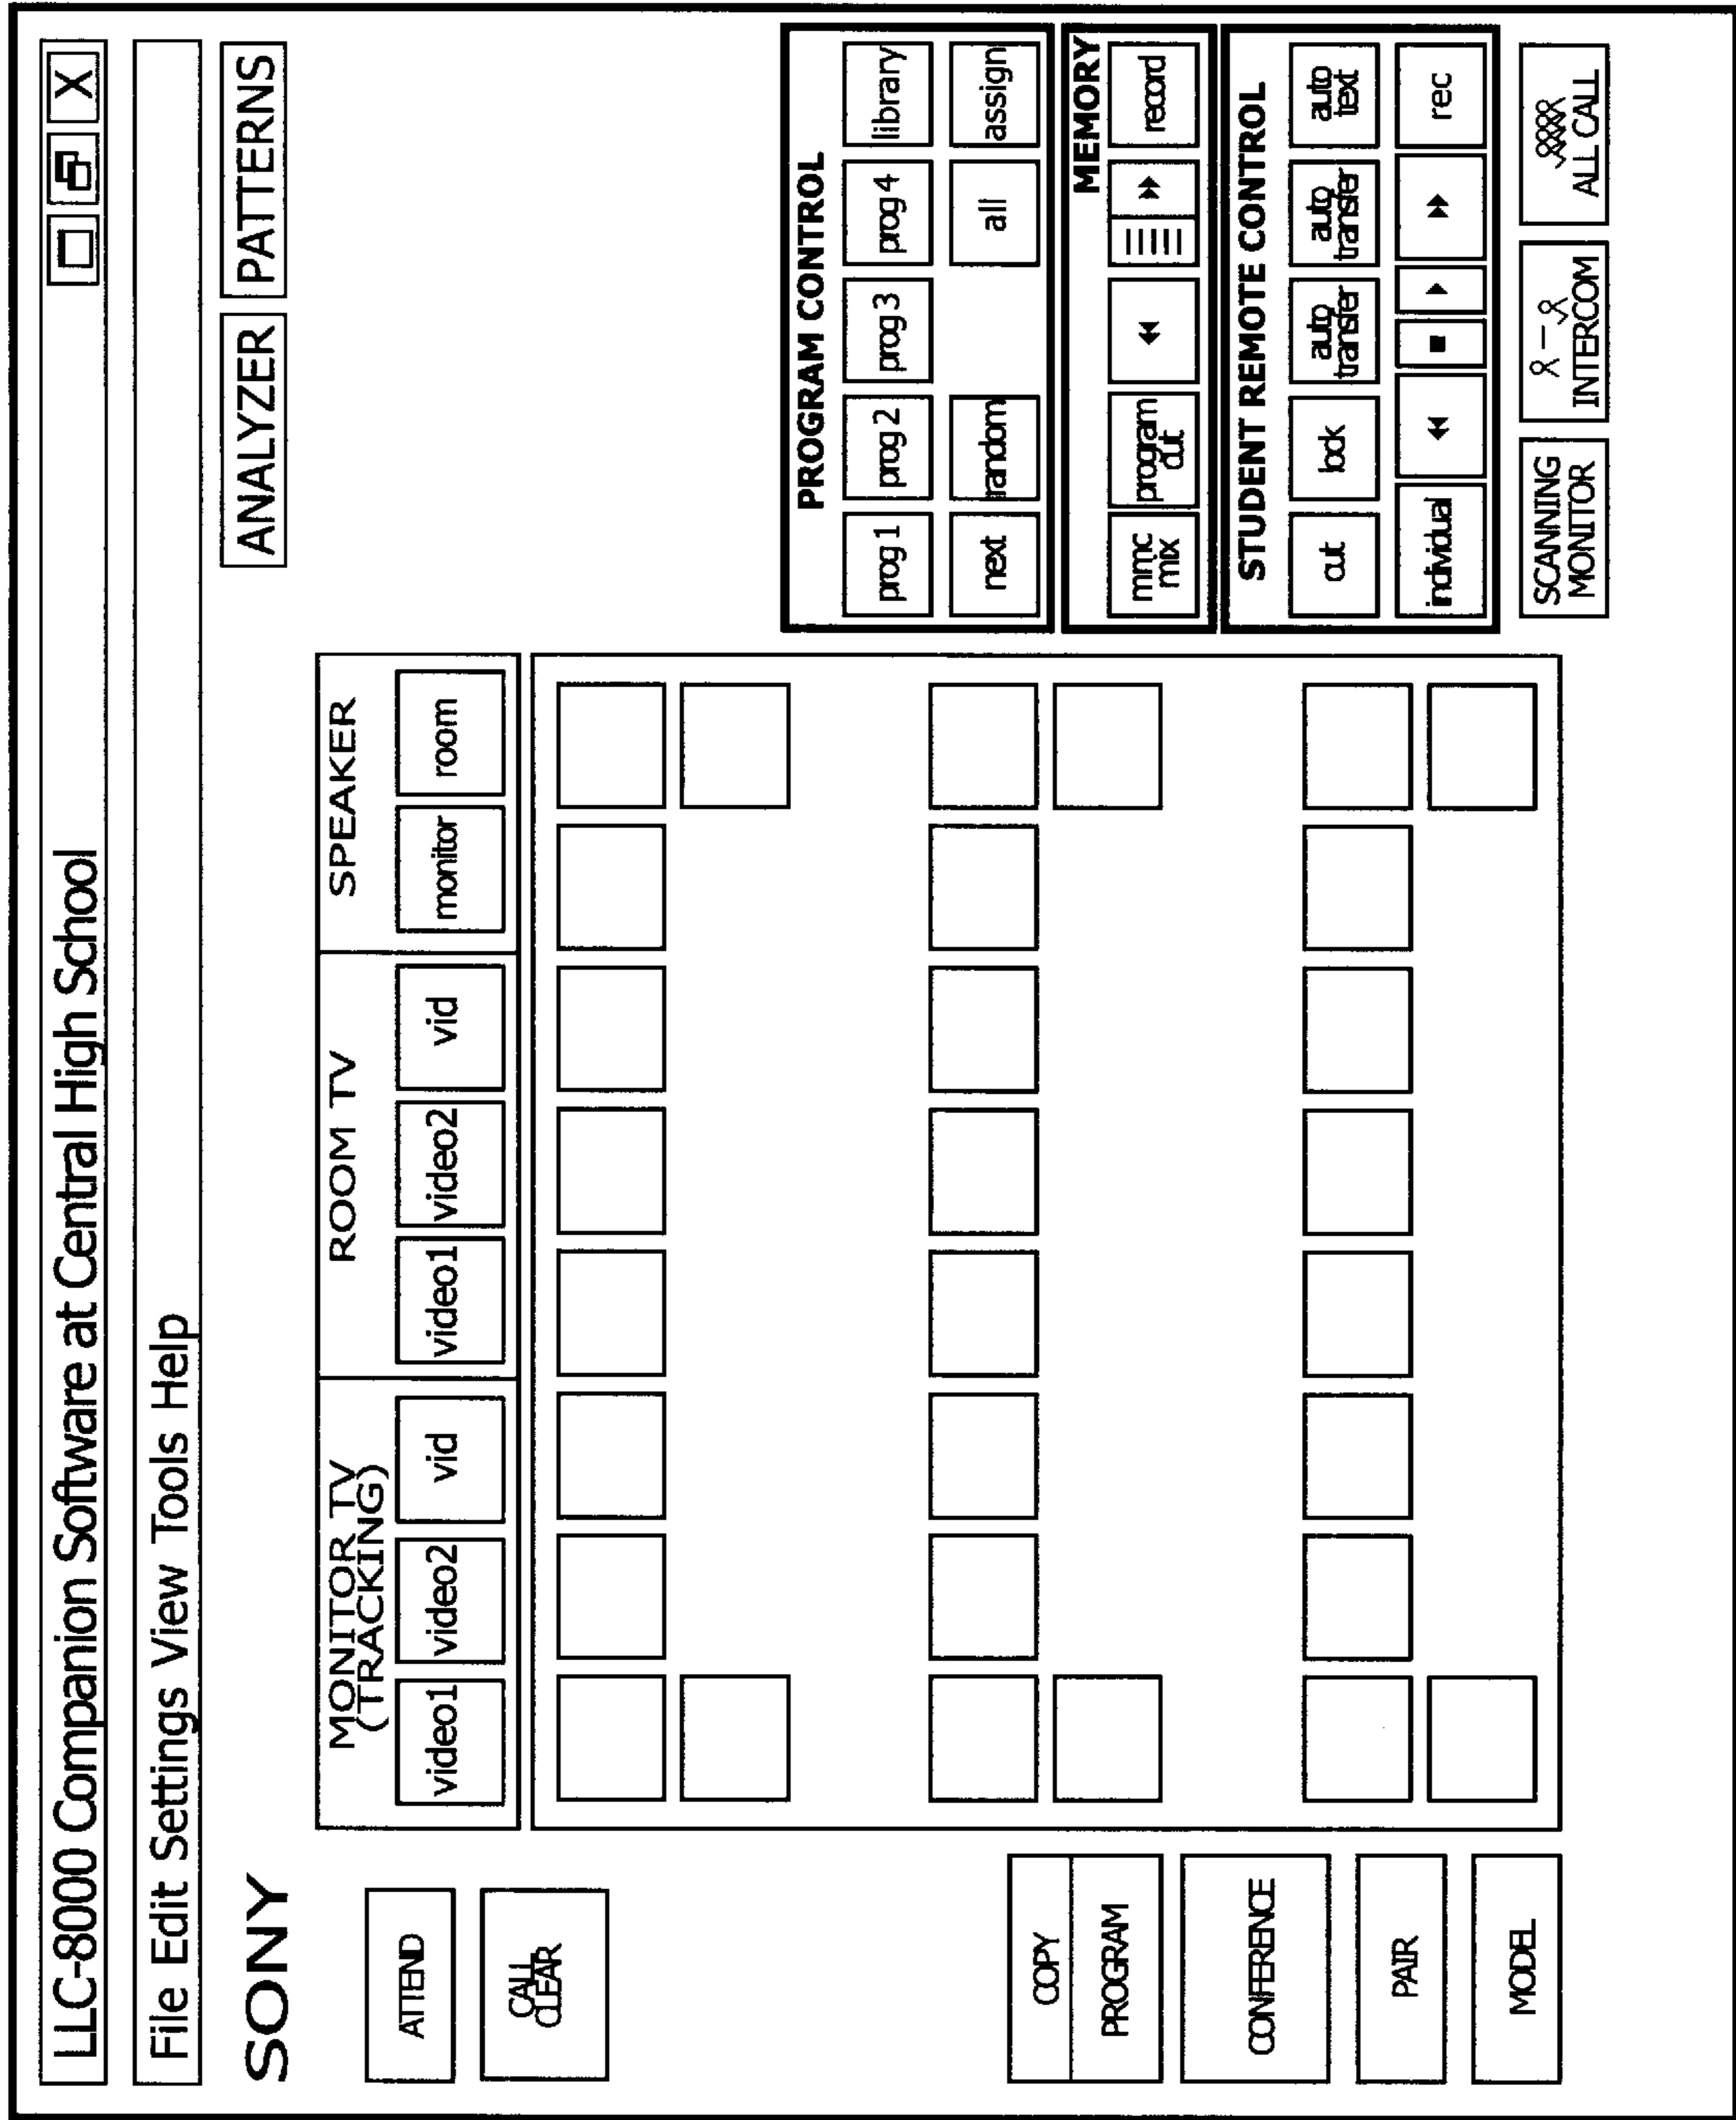 LLC-8000 Companion Software at Central High School
X
File Edit Settings View Tools Help
SONY
ANALYZER
PATTERNS
ATTEND
CALL
CLEAR
COPY
PROGRAM
CONFERENCE
PAIR
MODEL
MONITOR TV
(TRACKING)
video1
video2
vid
ROOM TV
video1
video2
vid
SPEAKER
monitor
room
PROGRAM CONTROL
prog 1
prog 2
prog 3
prog 4
library
next
random
all
assign
MEMORY
mmc
mix
program
out
record
STUDENT REMOTE CONTROL
out
lock
auto
transfer
auto
transfer
auto
text
individual
rec
SCANNING
MONITOR
INTERCOM
ALL CALL